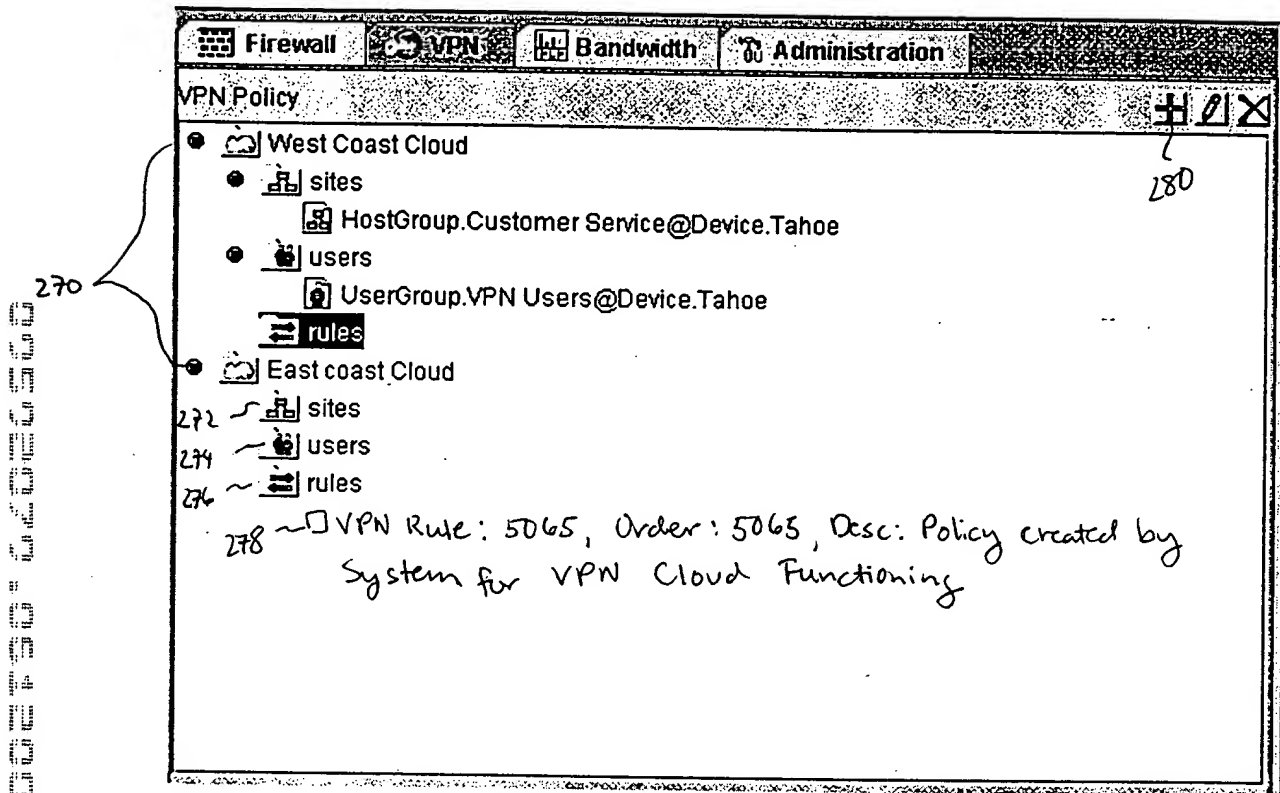 Firewall VPN Bandwidth Administration
VPN Policy
West Coast Cloud
280
sites
HostGroup.Customer Service@Device.Tahoe
users
270
UserGroup.VPN Users@Device.Tahoe
rules
East coast Cloud
272 sites
274 users
276 rules
278 VPN Rule: 5065, Order: 5065, Desc: Policy created by
System for VPN Cloud Functioning